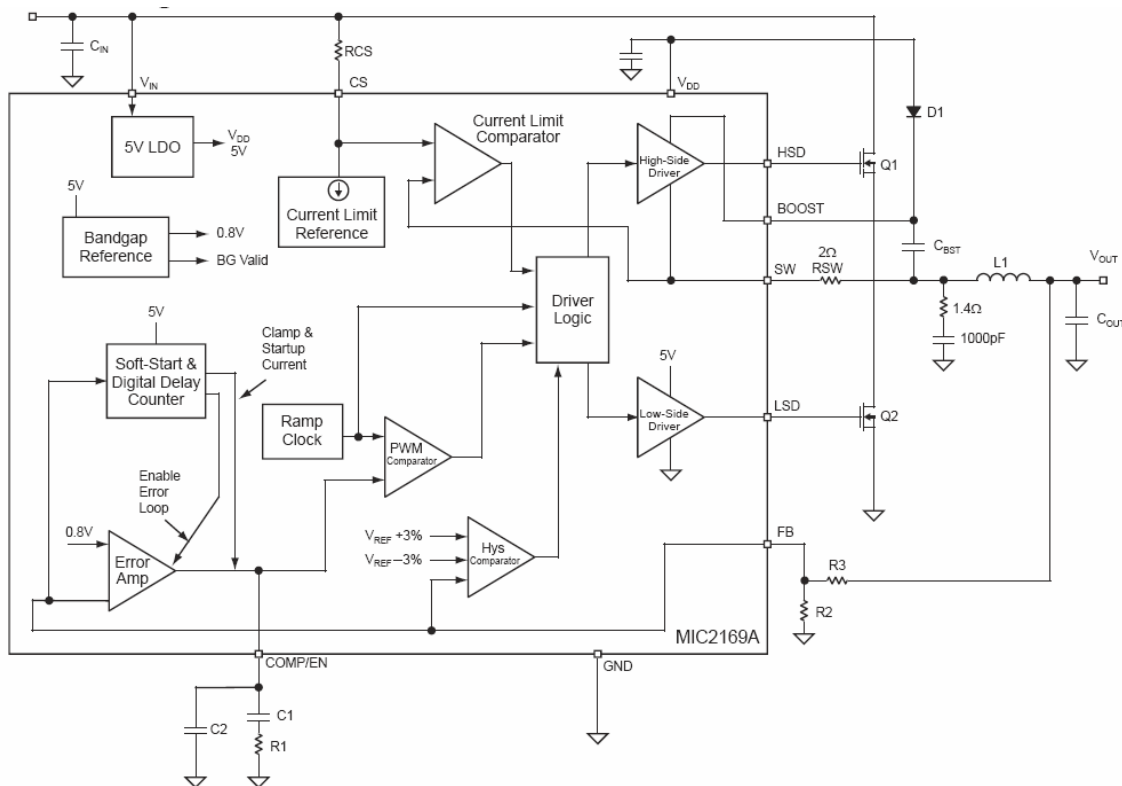 CIN
RCS
VIN
CS
VDD
D1
5V LDO
VDD
5V
Current Limit
Comparator
High-Side
Driver
HSD
Q1
5V
Current Limit
Reference
BOOST
Bandgap
Reference
0.8V
BG Valid
CBST
2Ω
RSW
SW
L1
VOUT
Driver
Logic
1.4Ω
1000pF
COUT
5V
Clamp &
Startup
Current
Soft-Start &
Digital Delay
Counter
5V
Low-Side
Driver
LSD
Q2
Ramp
Clock
PWM
Comparator
Enable
Error
Loop
0.8V
Error
Amp
VREF +3%
VREF –3%
Hys
Comparator
FB
R3
R2
MIC2169A
COMP/EN
GND
C2
C1
R1